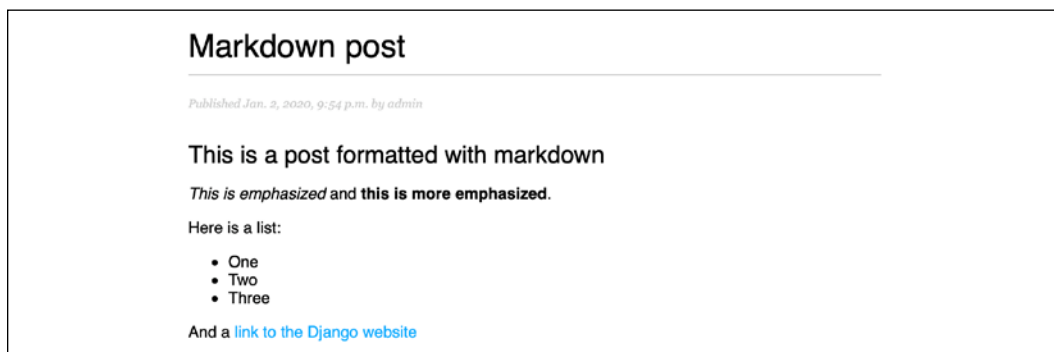 Markdown post
Published Jan. 2, 2020, 9:54 p.m. by admin
This is a post formatted with markdown
This is emphasized and this is more emphasized.
Here is a list:
• One
• Two
• Three
And a link to the Django website